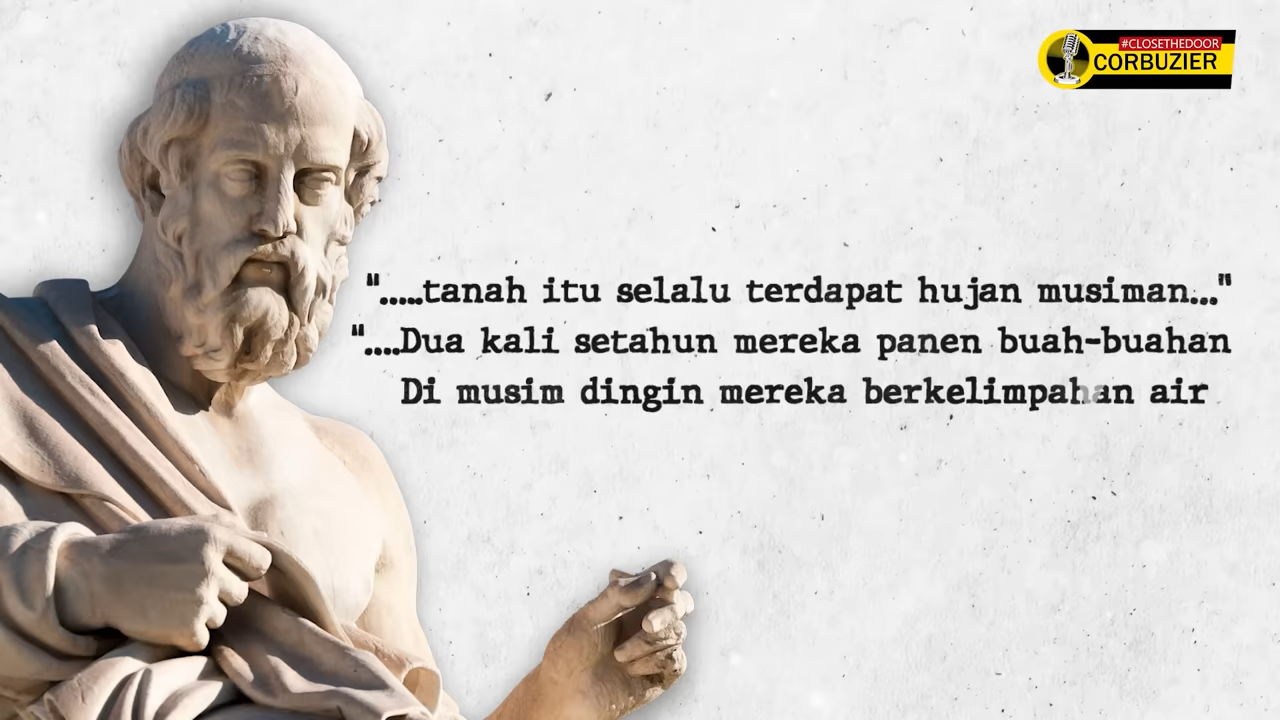 #CLOSETHEDOOR
CORBUZIER
".....tanah itu selalu terdapat hujan musiman..."
"....Dua kali setahun mereka panen buah-buahan
Di musim dingin mereka berkelimpahan air